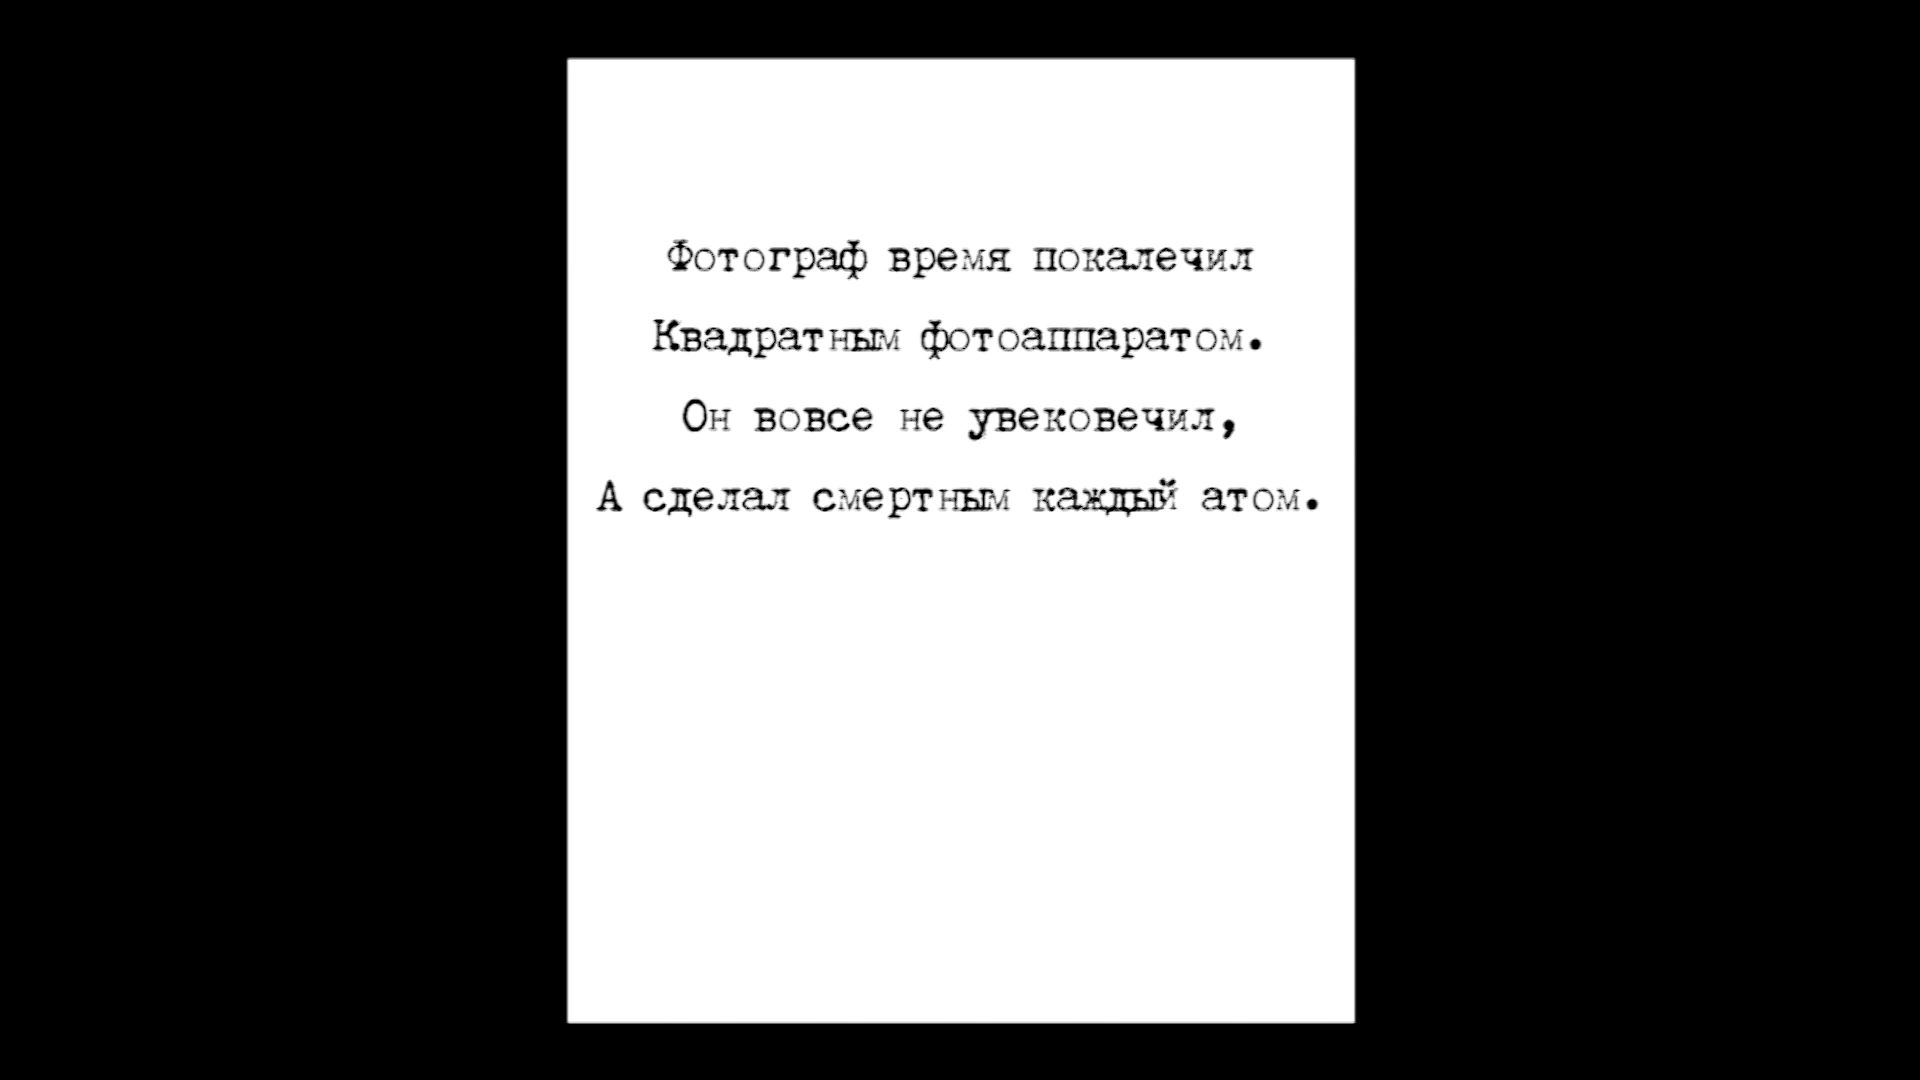 Фотограф время покалечил
Квадратным фотоаппаратом.
Он вовсе не увековечил,
А сделал смертным каждый атом.